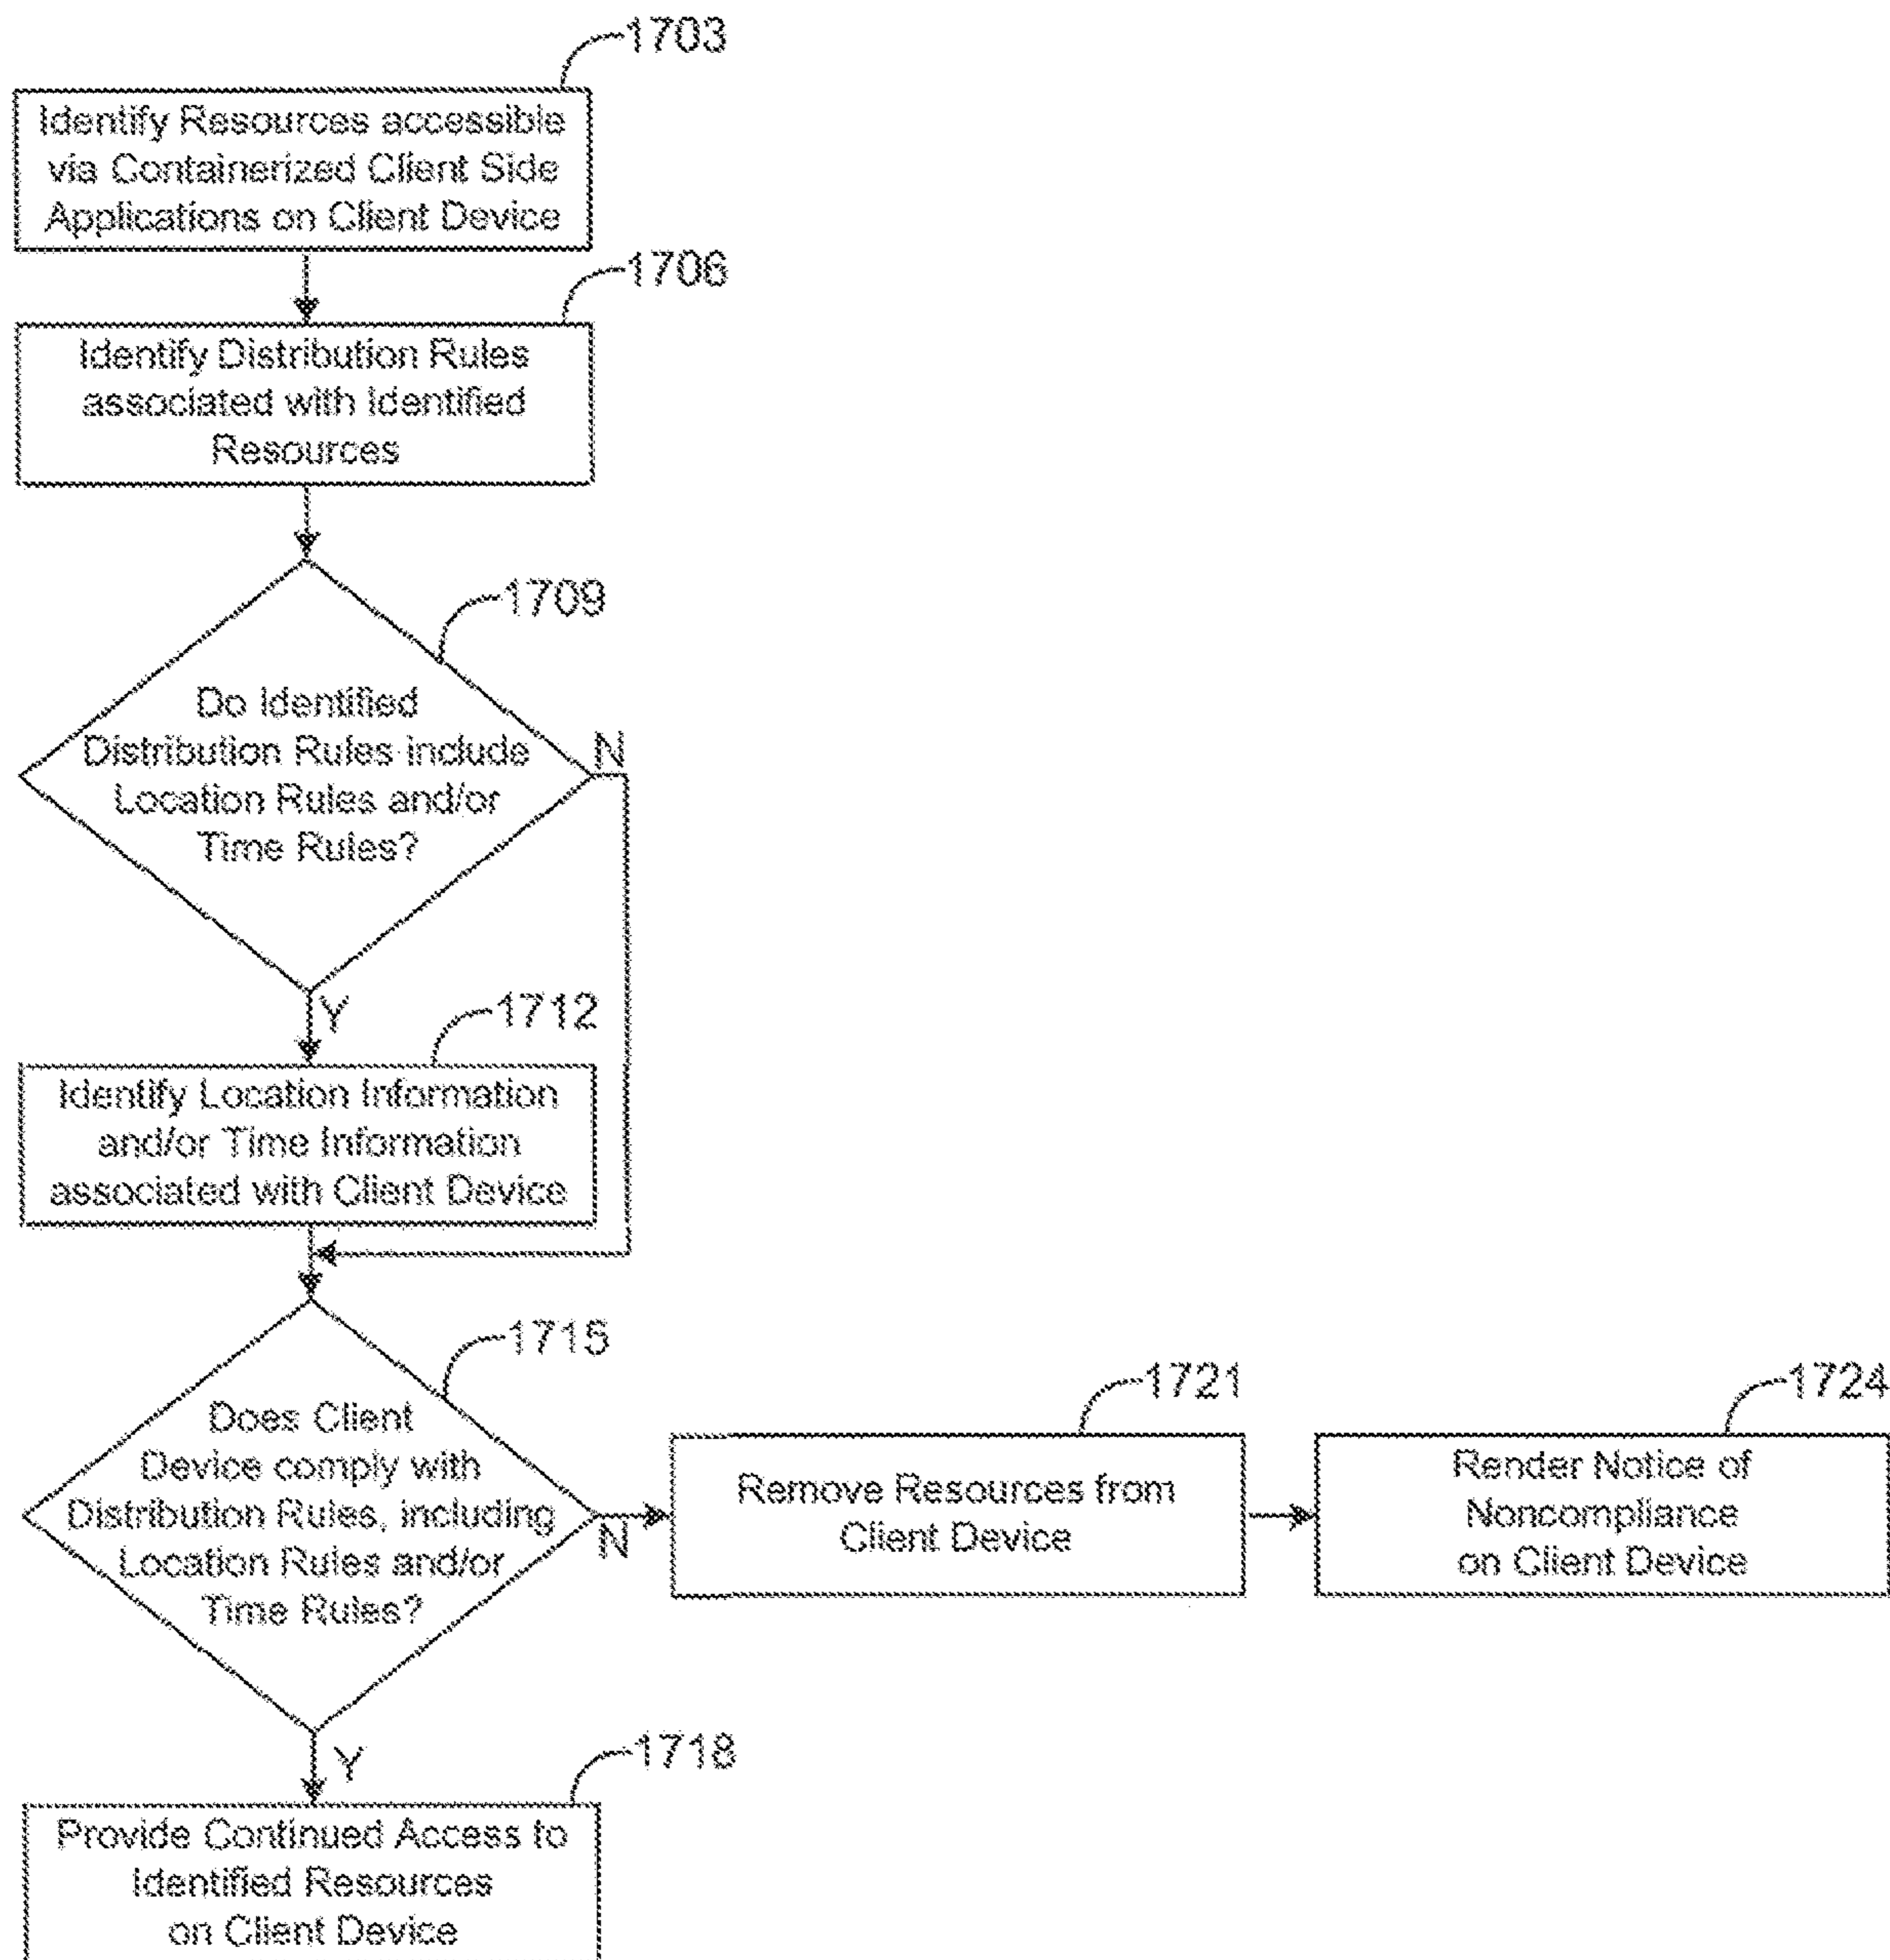 1703
Identify Resources accessible
via Containerized Client Side
Applications on Client Device
1706
Identify Distribution Rules
associated with Identified
Resources
1709
Do Identified
Distribution Rules include
Location Rules and/or
Time Rules?
N
Y
1712
Identify Location Information
and/or Time Information
associated with Client Device
1715
Does Client
Device comply with
Distribution Rules, including
Location Rules and/or
Time Rules?
N
1721
Remove Resources from
Client Device
1724
Render Notice of
Noncompliance
on Client Device
Y
1718
Provide Continued Access to
Identified Resources
on Client Device